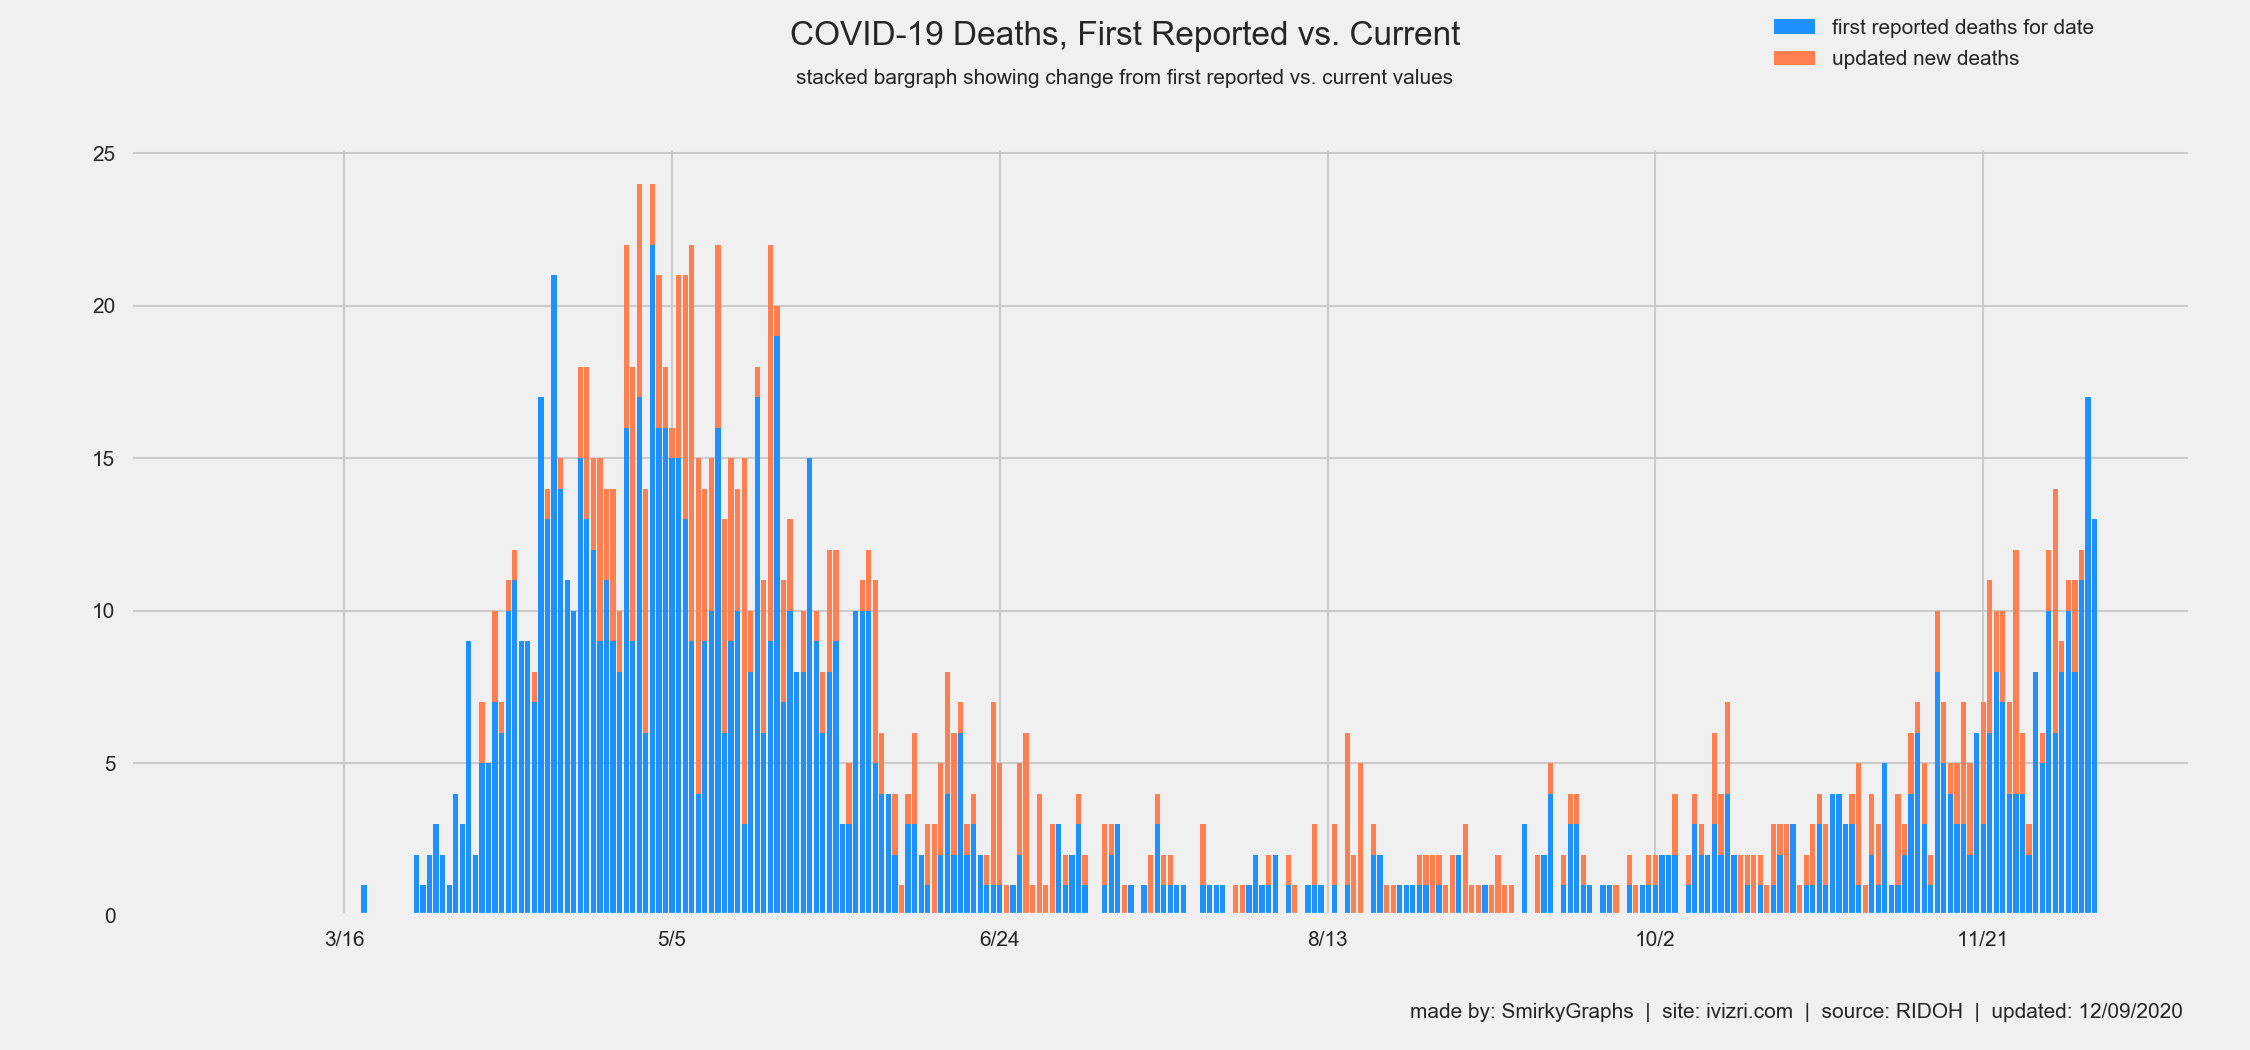 COVID-19 Deaths, First Reported vs. Current
stacked bargraph showing change from first reported vs. current values
first reported deaths for date
updated new deaths
25
20
15
10
5
0
3/16 5/5 6/24 8/13 10/2 11/21
made by: SmirkyGraphs | site: ivizri.com | source: RIDOH | updated: 12/09/2020